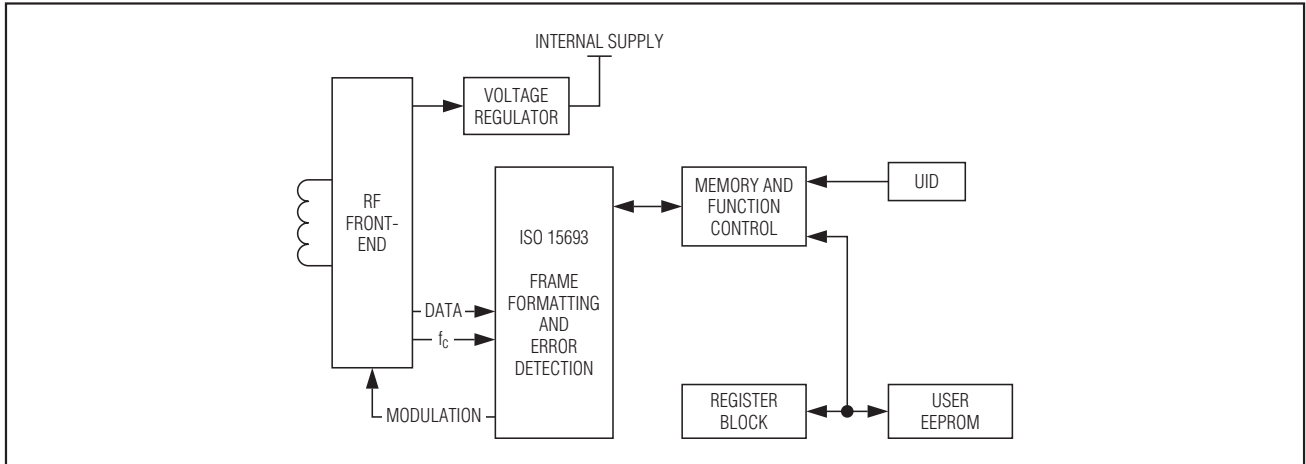 INTERNAL SUPPLY
VOLTAGE
REGULATOR
RF
FRONT-
END
ISO 15693
FRAME
FORMATTING
AND
ERROR
DETECTION
MEMORY AND
FUNCTION
CONTROL
UID
DATA
fC
MODULATION
REGISTER
BLOCK
USER
EEPROM